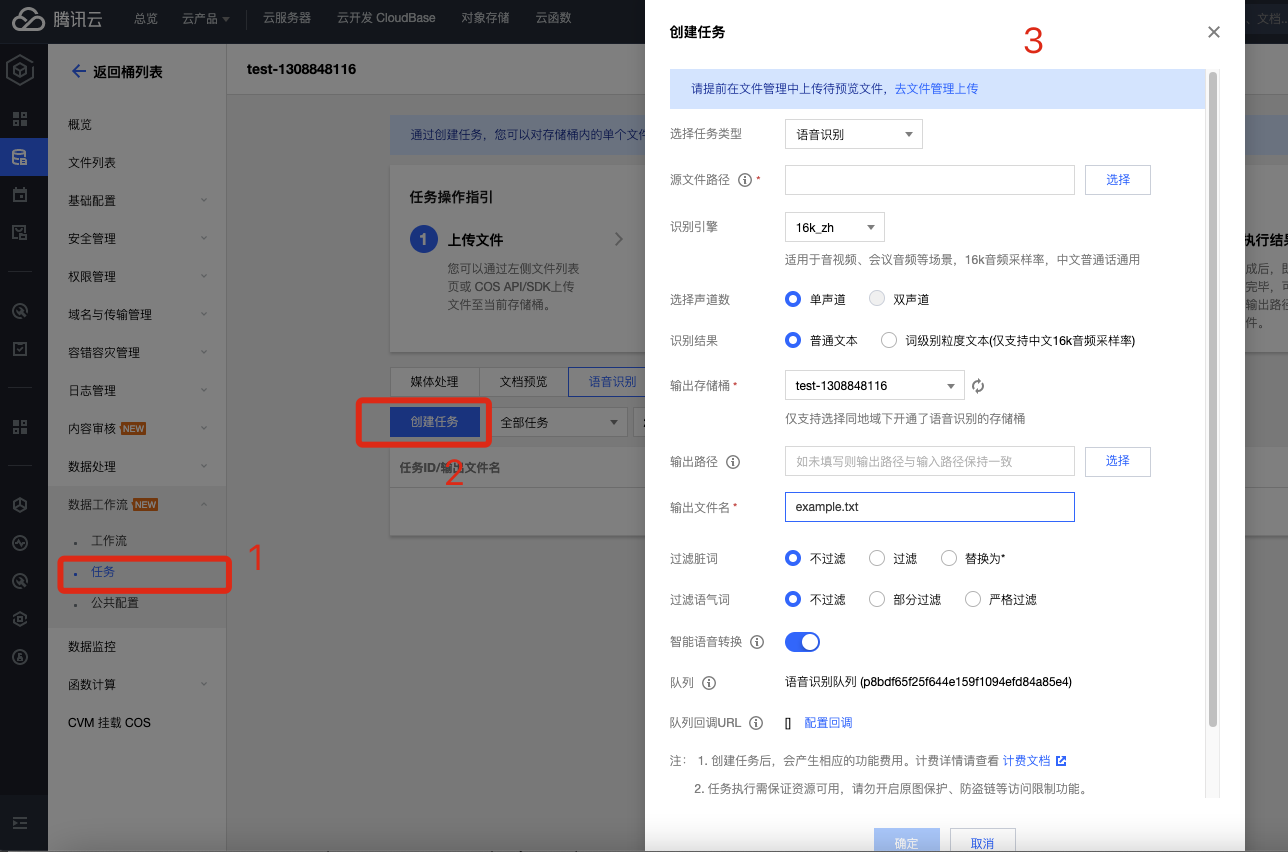 腾讯云
总览
云产品
云服务器
云开发 CloudBase
对象存储
云函数
、文档...
返回桶列表
概览
文件列表
基础配置
安全管理
权限管理
域名与传输管理
容错容灾管理
日志管理
内容审核 NEW
数据处理
数据工作流 NEW
工作流
任务
公共配置
数据监控
函数计算
CVM 挂载 COS
1
test-1308848116
通过创建任务，您可以对存储桶内的单个文件
任务操作指引
1 上传文件
您可以通过左侧文件列表
页或 COS API/SDK上传
文件至当前存储桶。
媒体处理
文档预览
语音识别
创建任务
全部任务
任务ID/输出文件名
2
执行结果
成后，
完毕，
输出路径
件。
创建任务
3
请提前在文件管理中上传待预览文件，去文件管理上传
选择任务类型 语音识别
源文件路径 * 选择
识别引擎 16k_zh
适用于音视频、会议音频等场景，16k音频采样率，中文普通话通用
选择声道数 单声道 双声道
识别结果 普通文本 词级别粒度文本(仅支持中文16k音频采样率)
输出存储桶 * test-1308848116
仅支持选择同地域下开通了语音识别的存储桶
输出路径 如未填写则输出路径与输入路径保持一致 选择
输出文件名 * example.txt
过滤脏词 不过滤 过滤 替换为*
过滤语气词 不过滤 部分过滤 严格过滤
智能语音转换
队列 语音识别队列 (p8bdf65f25f644e159f1094efd84a85e4)
队列回调URL [] 配置回调
注： 1. 创建任务后，会产生相应的功能费用。计费详情请查看 计费文档
2. 任务执行需保证资源可用，请勿开启原图保护、防盗链等访问限制功能。
确定
取消